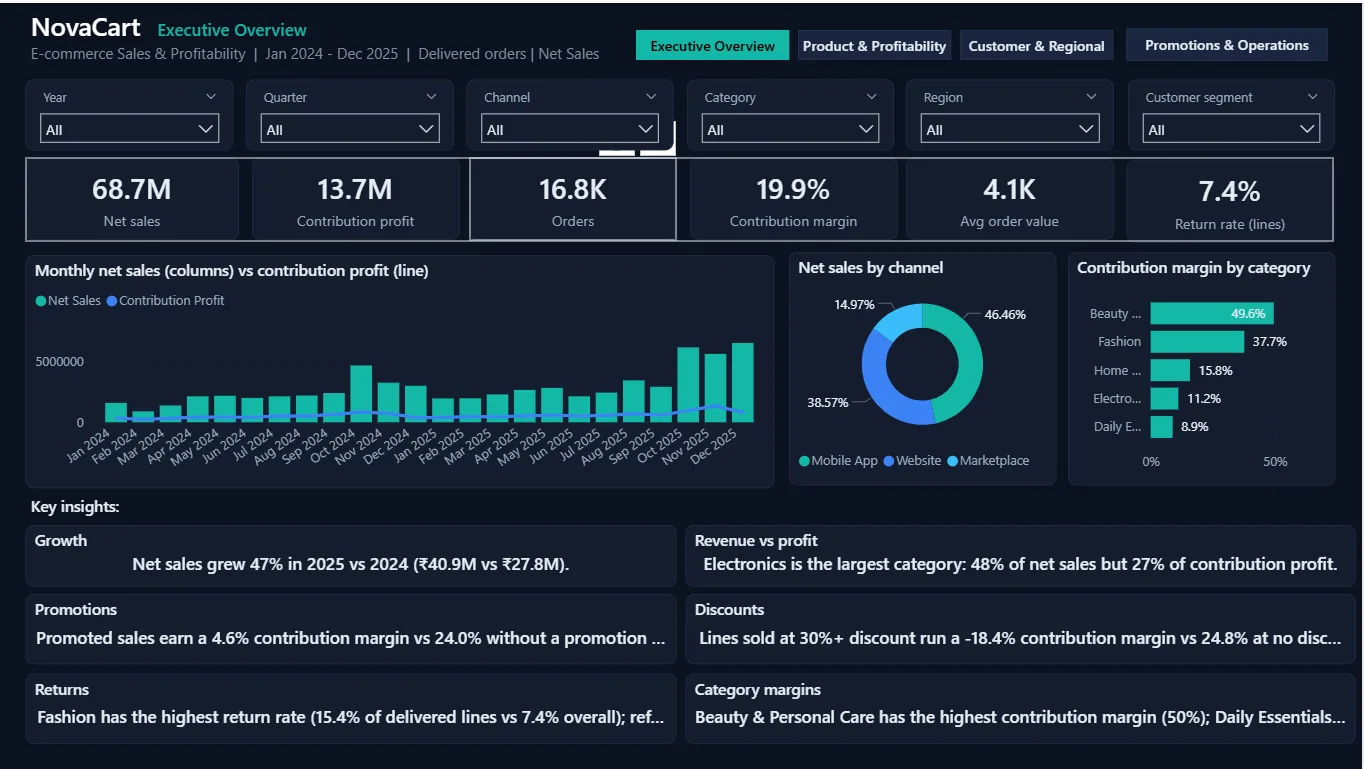 NovaCart Executive Overview
E-commerce Sales & Profitability | Jan 2024 - Dec 2025 | Delivered orders | Net Sales
Executive Overview
Product & Profitability
Customer & Regional
Promotions & Operations
Year
All
Quarter
All
Channel
All
Category
All
Region
All
Customer segment
All
68.7M
Net sales
13.7M
Contribution profit
16.8K
Orders
19.9%
Contribution margin
4.1K
Avg order value
7.4%
Return rate (lines)
Monthly net sales (columns) vs contribution profit (line)
Net Sales Contribution Profit
5000000
0
Jan 2024
Feb 2024
Mar 2024
Apr 2024
May 2024
Jun 2024
Jul 2024
Aug 2024
Sep 2024
Oct 2024
Nov 2024
Dec 2024
Jan 2025
Feb 2025
Mar 2025
Apr 2025
May 2025
Jun 2025
Jul 2025
Aug 2025
Sep 2025
Oct 2025
Nov 2025
Dec 2025
Net sales by channel
14.97%
46.46%
38.57%
Mobile App Website Marketplace
Contribution margin by category
Beauty ... 49.6%
Fashion 37.7%
Home ... 15.8%
Electro... 11.2%
Daily E... 8.9%
0% 50%
Key insights:
Growth
Net sales grew 47% in 2025 vs 2024 (₹40.9M vs ₹27.8M).
Revenue vs profit
Electronics is the largest category: 48% of net sales but 27% of contribution profit.
Promotions
Promoted sales earn a 4.6% contribution margin vs 24.0% without a promotion ...
Discounts
Lines sold at 30%+ discount run a -18.4% contribution margin vs 24.8% at no disc...
Returns
Fashion has the highest return rate (15.4% of delivered lines vs 7.4% overall); ref...
Category margins
Beauty & Personal Care has the highest contribution margin (50%); Daily Essentials...